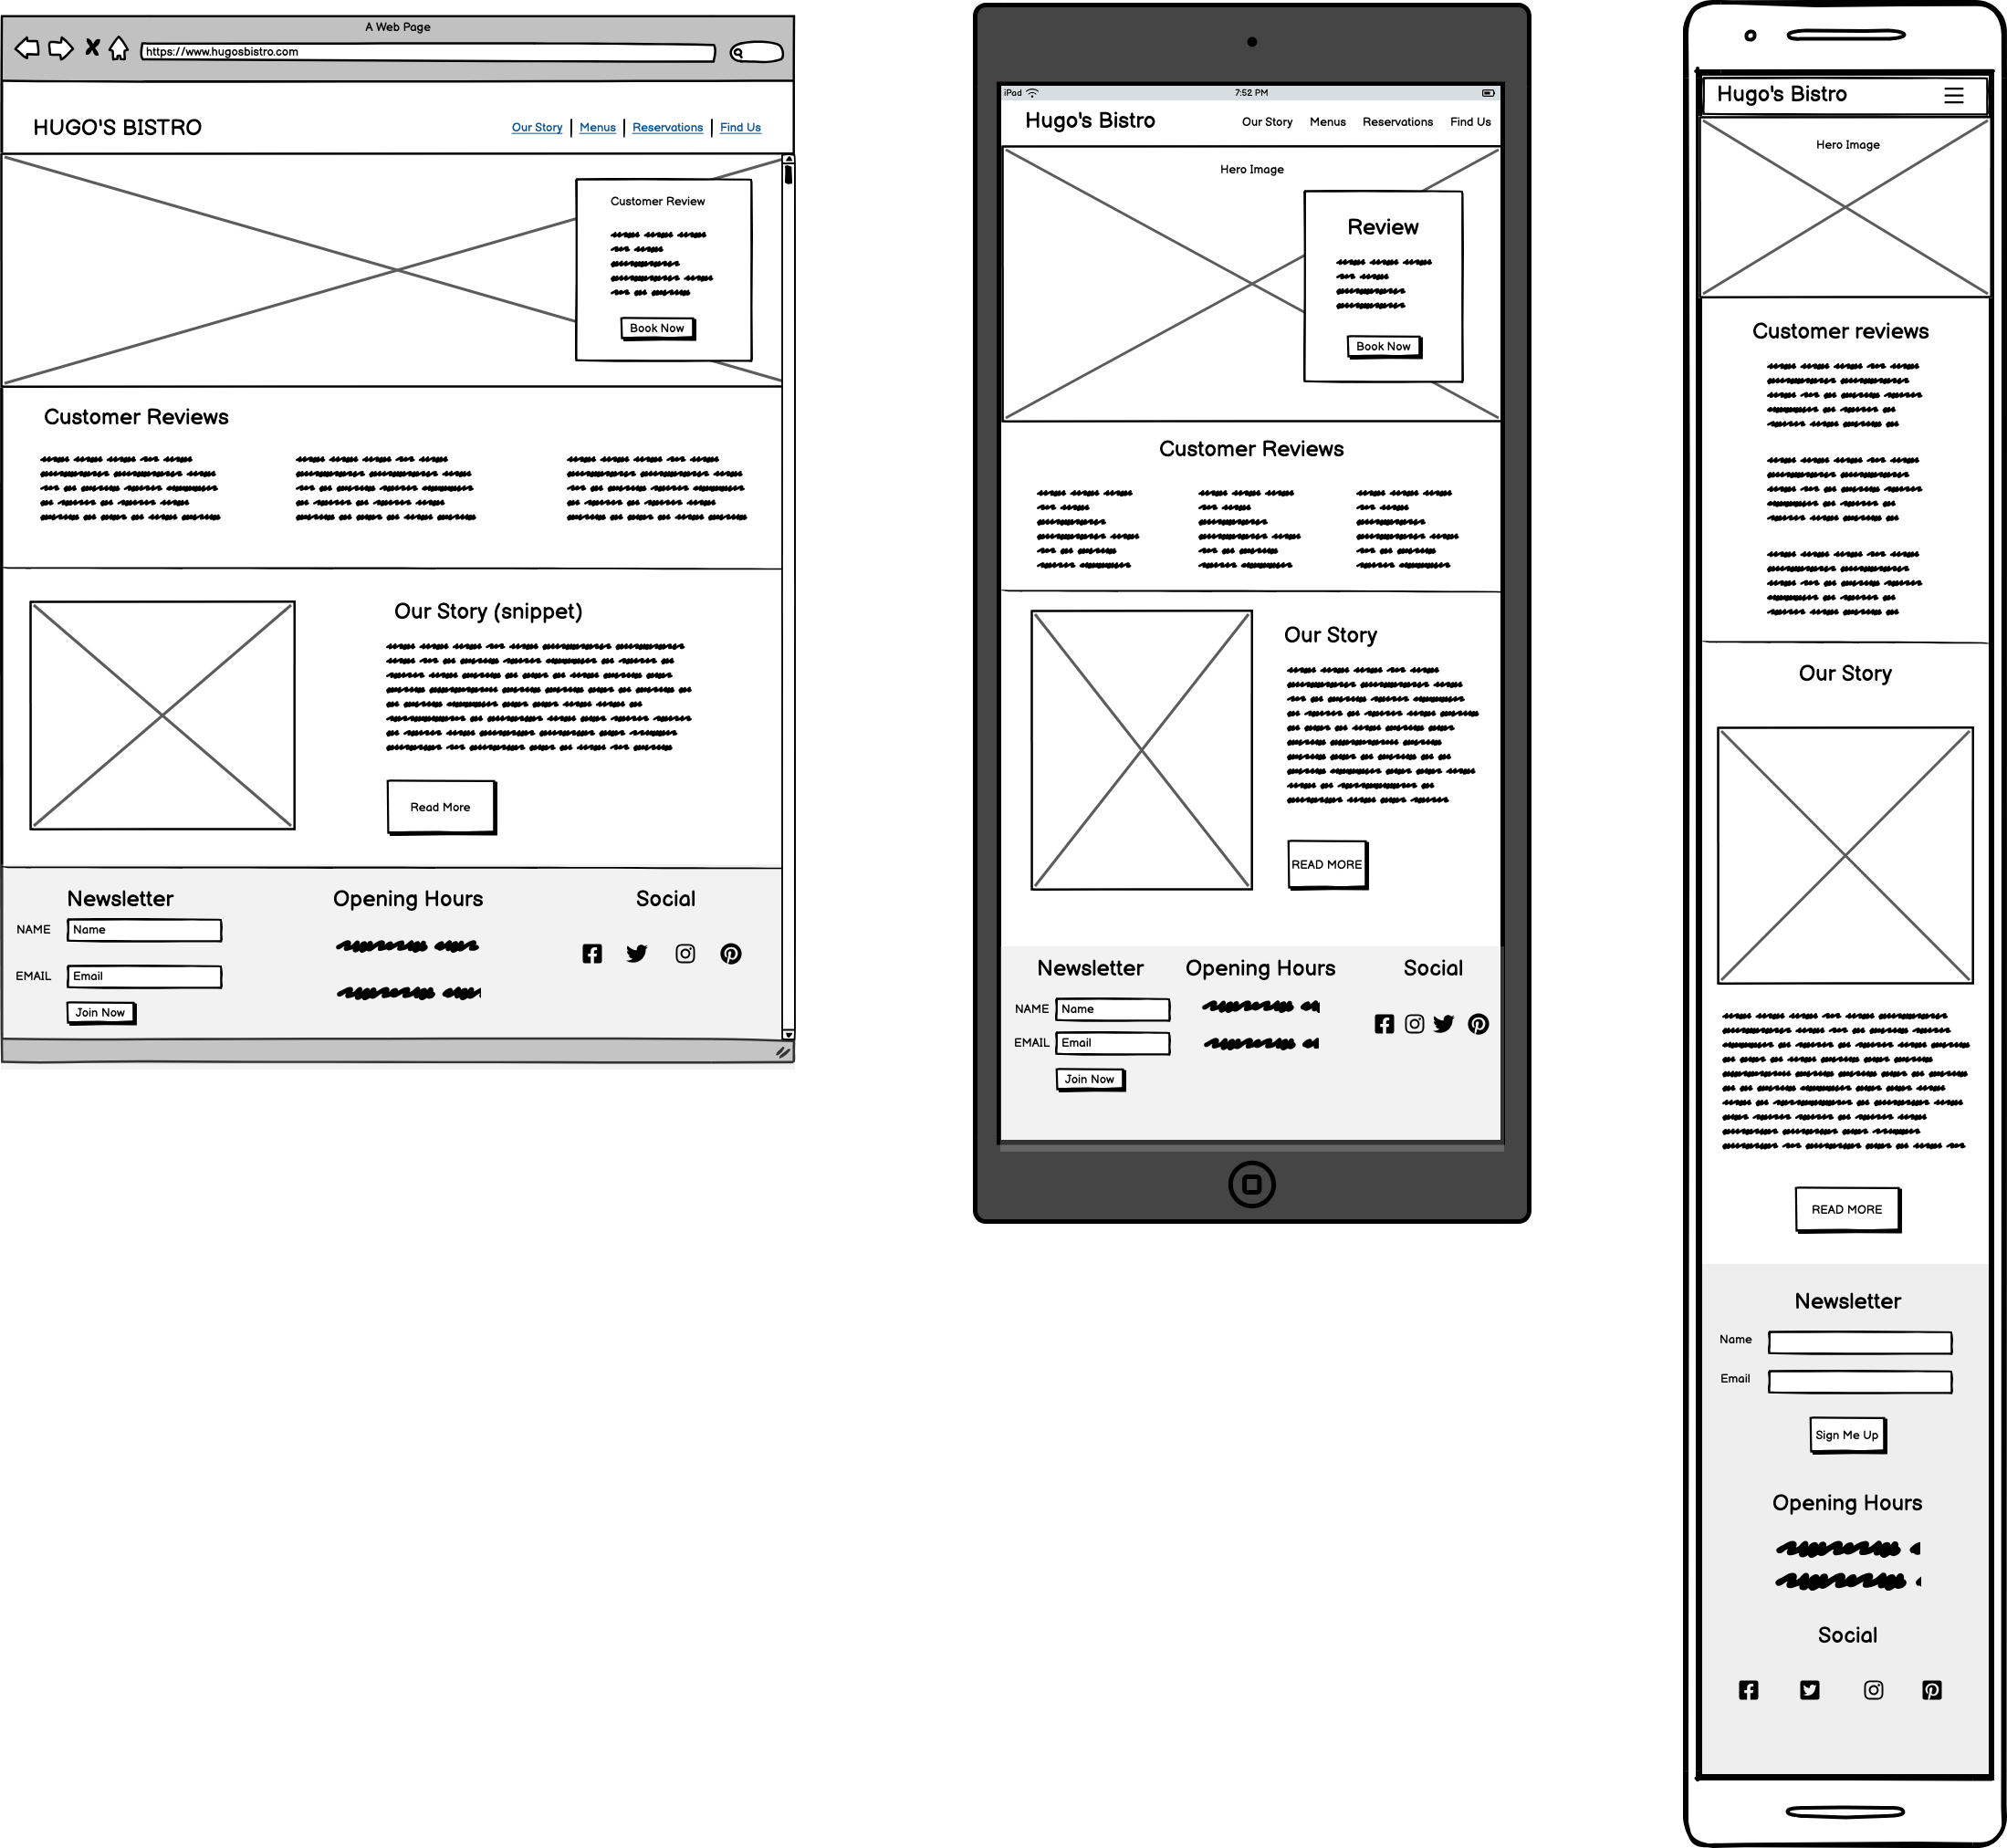 A Web Page
https://www.hugosbistro.com
HUGO'S BISTRO
Our Story | Menus | Reservations | Find Us
Customer Review
Book Now
Customer Reviews
Our Story (snippet)
Read More
Newsletter
Opening Hours
Social
NAME
Name
EMAIL
Email
Join Now
iPad
7:52 PM
Hugo's Bistro
Our Story
Menus
Reservations
Find Us
Hero Image
Review
Book Now
Customer Reviews
Our Story
READ MORE
Newsletter
Opening Hours
Social
NAME
Name
EMAIL
Email
Join Now
Hugo's Bistro
Hero Image
Customer reviews
Our Story
READ MORE
Newsletter
Name
Email
Sign Me Up
Opening Hours
Social